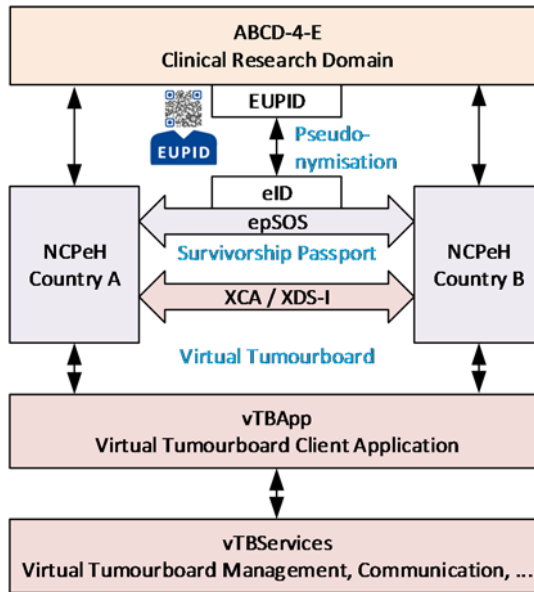 ABCD-4-E
Clinical Research Domain
EUPID
EUPID
Pseudo-
nymisation
eID
epSOS
NCPeH
Country A
NCPeH
Country B
Survivorship Passport
XCA / XDS-I
Virtual Tumourboard
vTBApp
Virtual Tumourboard Client Application
vTBServices
Virtual Tumourboard Management, Communication, ...